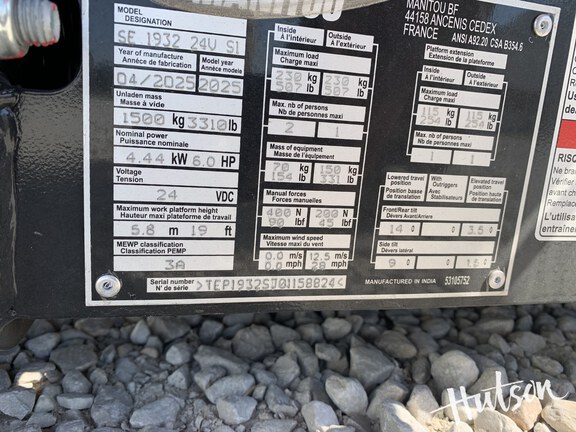 MANITOU BF
44158 ANCENIS CEDEX
FRANCE ANSI A92.20 CSA B354.6
MODEL
DESIGNATION
SE 1932 24V S1
Year of manufacture
Année de fabrication
Model year
Année modèle
04/2025 2025
Unladen mass
Masse à vide
1500 kg 3310 lb
Nominal power
Puissance nominale
4.44 kW 6.0 HP
Voltage
Tension
24 VDC
Maximum work platform height
Hauteur maxi plateforme de travail
5.8 m 19 ft
MEWP classification
Classification PEMP
3A
Inside
À l'intérieur
Outside
À l'extérieur
Maximum load
Charge maxi
230 kg 230 kg
507 lb 507 lb
Max. nb of persons
Nb de personnes maxi
2 1
Mass of equipment
Masse de l'équipement
70 kg 150 kg
154 lb 331 lb
Manual forces
Forces manuelles
400 N 200 N
90 lbf 45 lbf
Maximum wind speed
Vitesse maxi du vent
0.0 m/s 12.5 m/s
0.0 mph 28 mph
Platform extension
Extension de la plateforme
Inside
À l'intérieur
Outside
À l'extérieur
Maximum load
Charge maxi
115 kg 115 kg
254 lb 254 lb
Max. nb of persons
Nb de personnes maxi
1 1
Lowered travel
position
Position basse
de translation
With
Outriggers
Avec
Stabilisateurs
Elevated travel
position
Position haute
de translation
Front/Rear tilt
Devers Avant/Arrière
14 3.5
Side tilt
Devers latéral
9 1.5
Serial number
N° de série
>TEP1932SJ01158824<
MANUFACTURED IN INDIA 53105752
Hutson